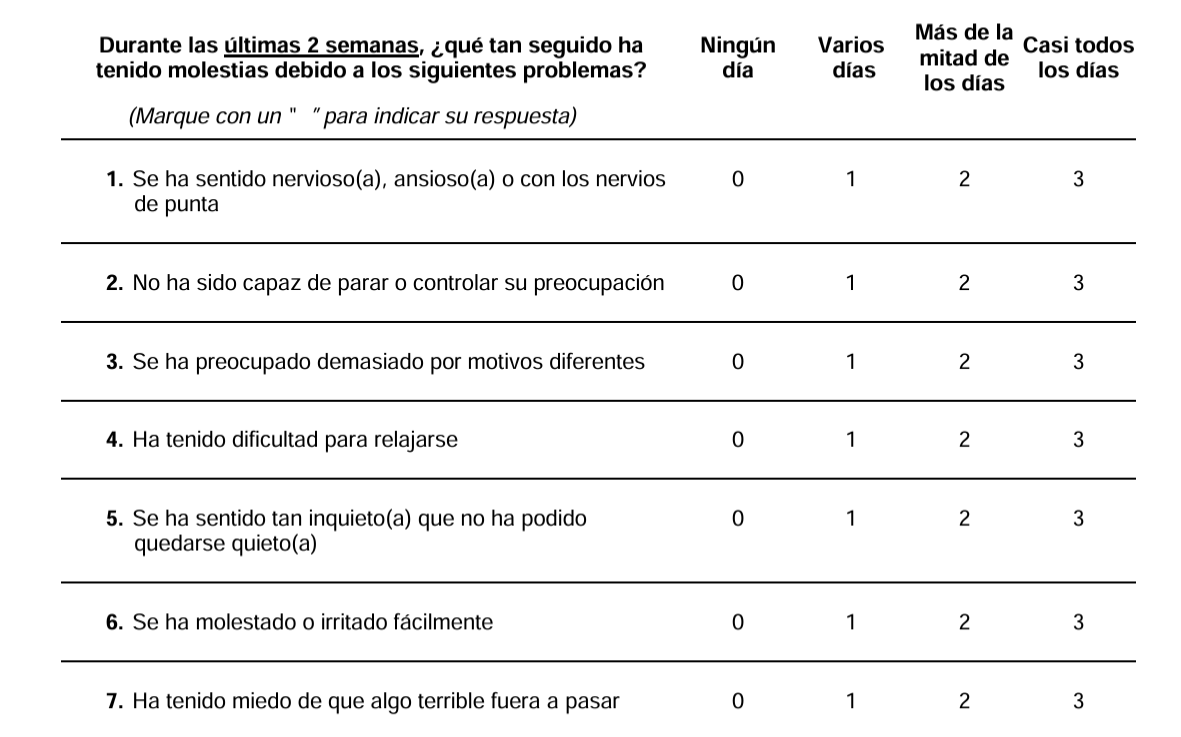 Durante las últimas 2 semanas, ¿qué tan seguido ha
tenido molestias debido a los siguientes problemas?
(Marque con un "  " para indicar su respuesta)
Ningún
día
Varios
días
Más de la
mitad de
los días
Casi todos
los días
1. Se ha sentido nervioso(a), ansioso(a) o con los nervios
de punta
0 1 2 3
2. No ha sido capaz de parar o controlar su preocupación 0 1 2 3
3. Se ha preocupado demasiado por motivos diferentes 0 1 2 3
4. Ha tenido dificultad para relajarse 0 1 2 3
5. Se ha sentido tan inquieto(a) que no ha podido
quedarse quieto(a)
0 1 2 3
6. Se ha molestado o irritado fácilmente 0 1 2 3
7. Ha tenido miedo de que algo terrible fuera a pasar 0 1 2 3